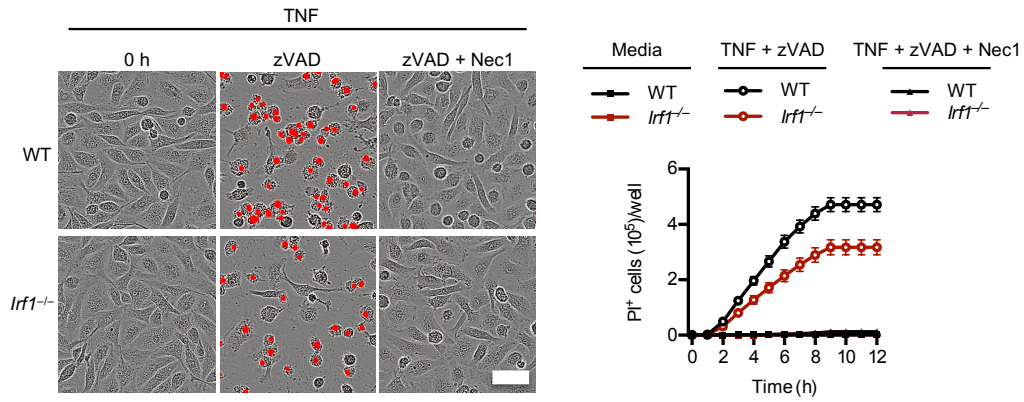 TNF
0 h zVAD zVAD + Nec1
WT
Irf1–/–
Media TNF + zVAD TNF + zVAD + Nec1
WT WT WT
Irf1–/– Irf1–/– Irf1–/–
6
4
2
0
PI+ cells (10⁵)/well
0 2 4 6 8 10 12
Time (h)